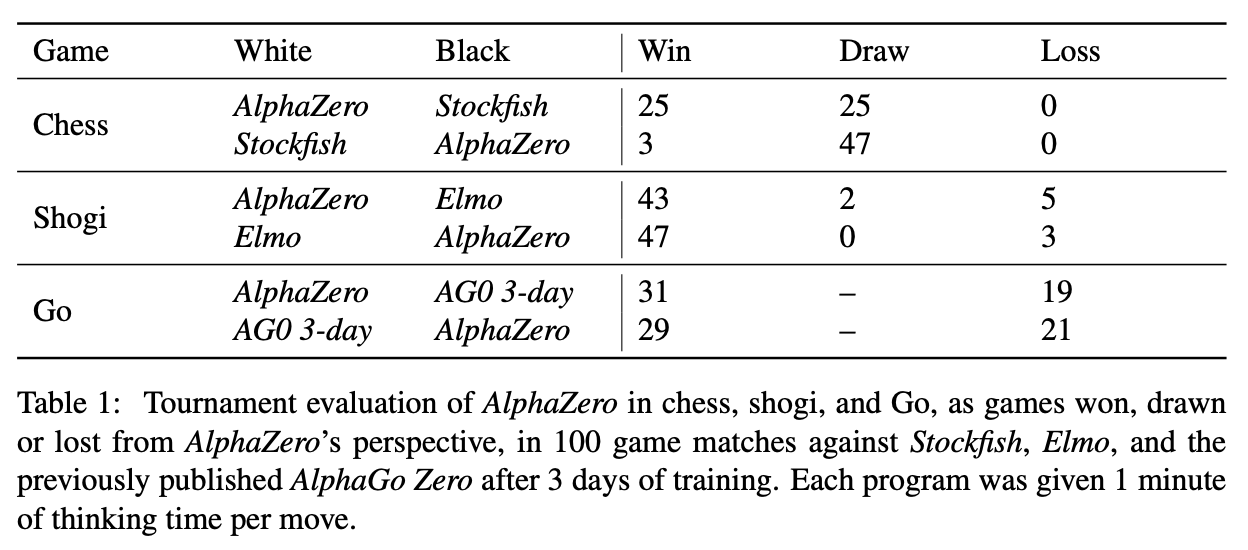 Game White Black Win Draw Loss
Chess AlphaZero Stockfish 25 25 0
Stockfish AlphaZero 3 47 0
Shogi AlphaZero Elmo 43 2 5
Elmo AlphaZero 47 0 3
Go AlphaZero AG0 3-day 31 – 19
AG0 3-day AlphaZero 29 – 21
Table 1: Tournament evaluation of AlphaZero in chess, shogi, and Go, as games won, drawn
or lost from AlphaZero's perspective, in 100 game matches against Stockfish, Elmo, and the
previously published AlphaGo Zero after 3 days of training. Each program was given 1 minute
of thinking time per move.